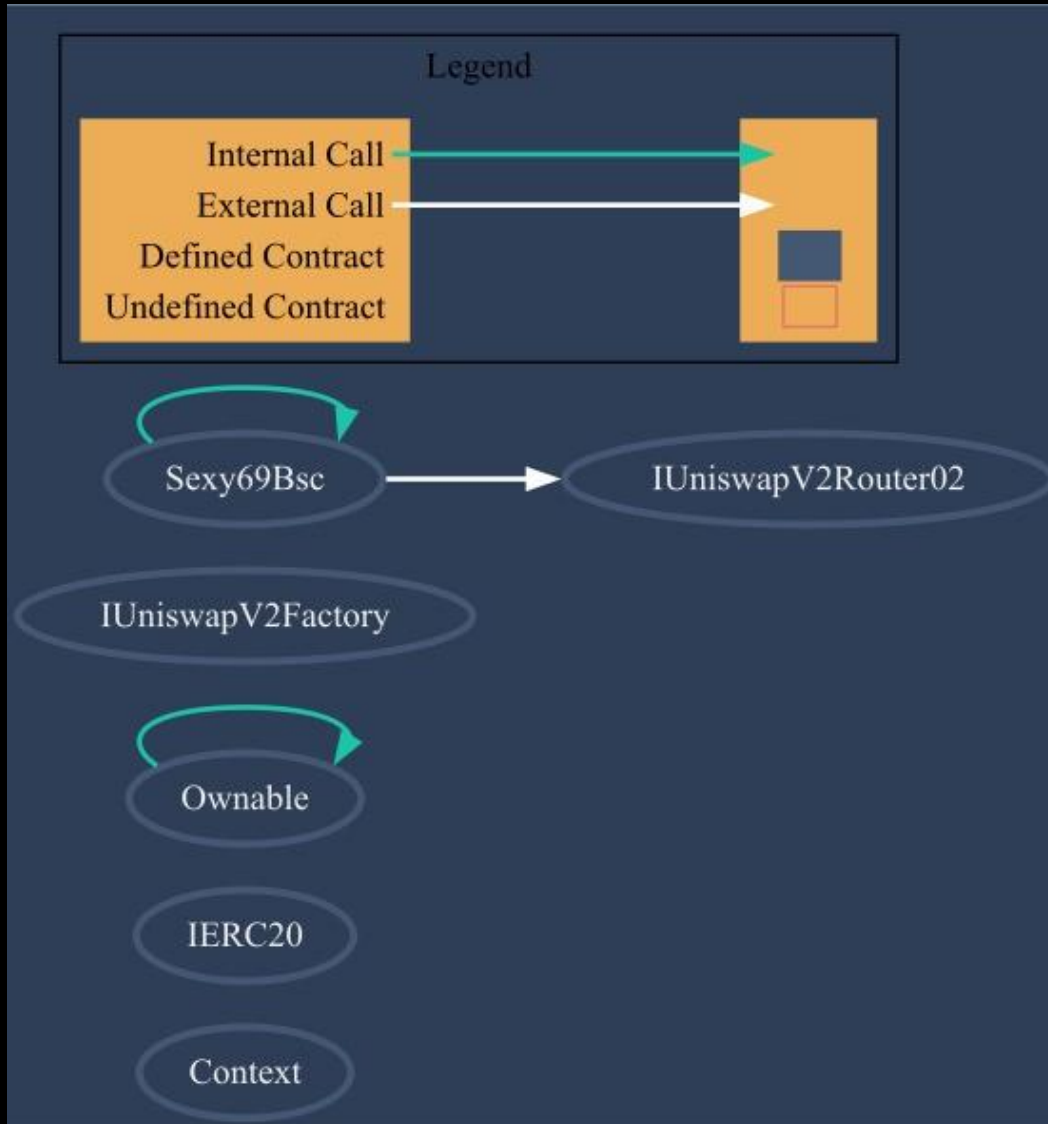 Legend
Internal Call
External Call
Defined Contract
Undefined Contract
Sexy69Bsc
IUniswapV2Router02
IUniswapV2Factory
Ownable
IERC20
Context